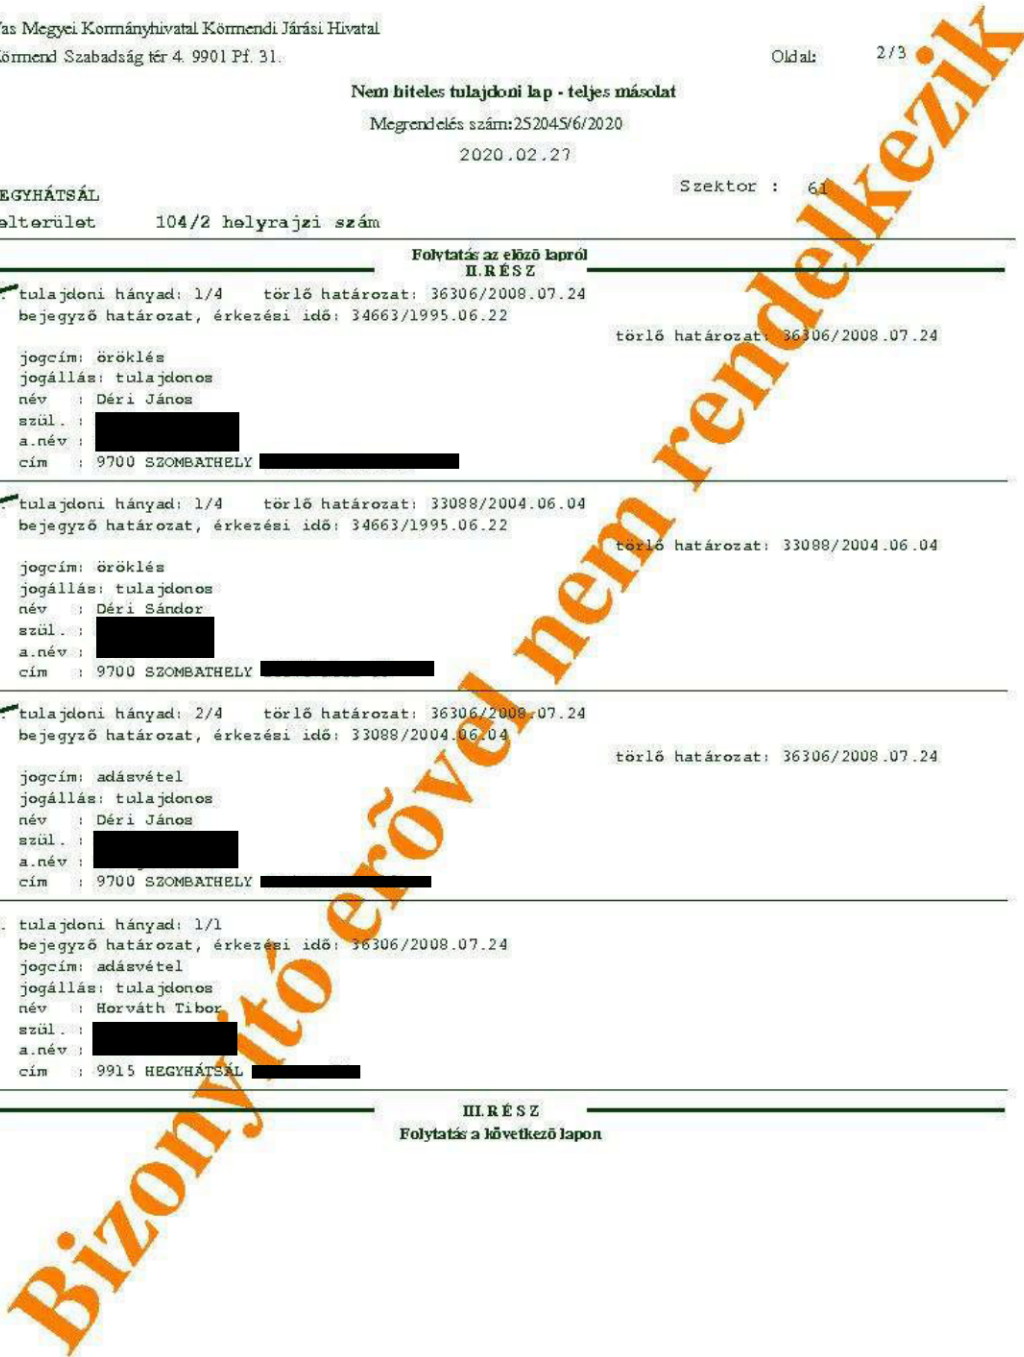 as Megyei Kormányhivatal Körmendi Járási Hivatal
örmend Szabadság tér 4. 9901 Pf. 31.
Oldal: 2/3
Nem hiteles tulajdoni lap - teljes másolat
Megrendelés szám:252045/6/2020
2020.02.27
Szektor : 61
EGYHÁTSÁL
elterület 104/2 helyrajzi szám
Folytatás az előző lapról
II.RÉSZ
. tulajdoni hányad: 1/4 törlő határozat: 36306/2008.07.24
bejegyző határozat, érkezési idő: 34663/1995.06.22
törlő határozat: 36306/2008.07.24
jogcím: öröklés
jogállás: tulajdonos
név : Déri János
szül. :
a.név :
cím : 9700 SZOMBATHELY
. tulajdoni hányad: 1/4 törlő határozat: 33088/2004.06.04
bejegyző határozat, érkezési idő: 34663/1995.06.22
törlő határozat: 33088/2004.06.04
jogcím: öröklés
jogállás: tulajdonos
név : Déri Sándor
szül. :
a.név :
cím : 9700 SZOMBATHELY
. tulajdoni hányad: 2/4 törlő határozat: 36306/2008.07.24
bejegyző határozat, érkezési idő: 33088/2004.06.04
törlő határozat: 36306/2008.07.24
jogcím: adásvétel
jogállás: tulajdonos
név : Déri János
szül. :
a.név :
cím : 9700 SZOMBATHELY
. tulajdoni hányad: 1/1
bejegyző határozat, érkezési idő: 36306/2008.07.24
jogcím: adásvétel
jogállás: tulajdonos
név : Horváth Tibor
szül. :
a.név :
cím : 9915 HEGYHÁTSÁL
III.RÉSZ
Folytatás a következő lapon
Bizonyító erõvel nem rendelkezik